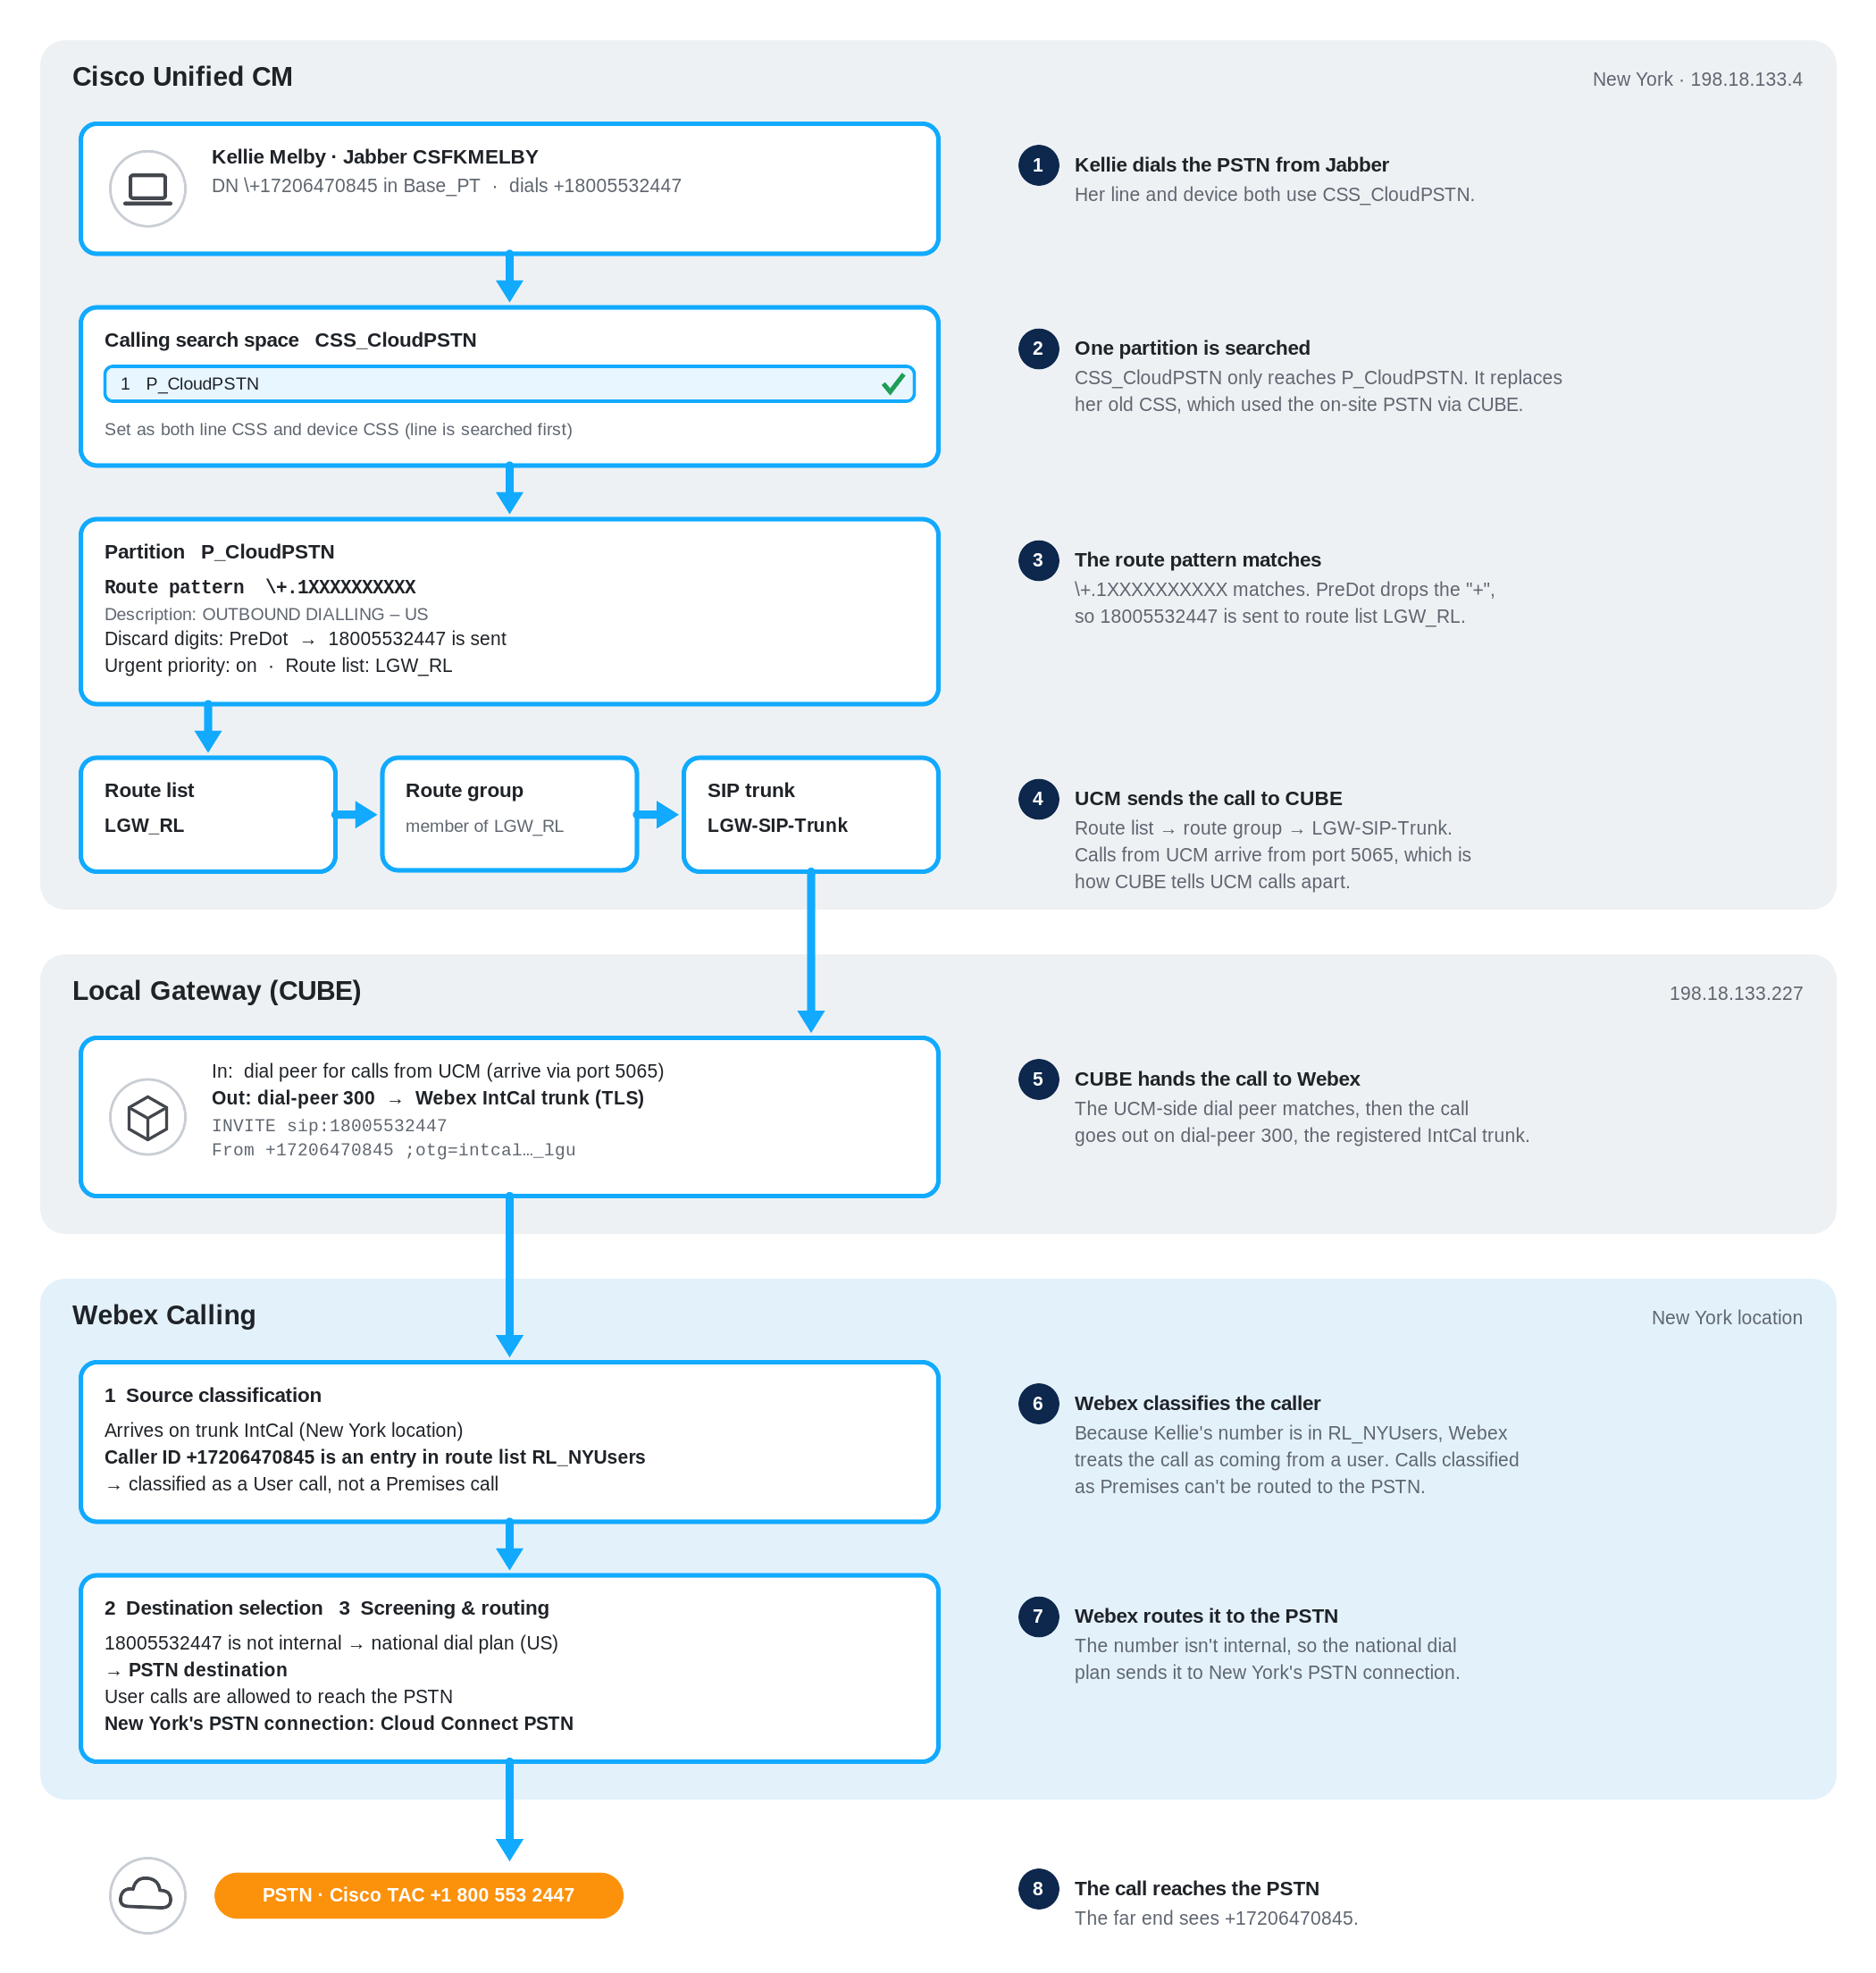 Cisco Unified CM
New York · 198.18.133.4
Kellie Melby · Jabber CSFKMELBY
DN \+17206470845 in Base_PT · dials +18005532447
1 Kellie dials the PSTN from Jabber
Her line and device both use CSS_CloudPSTN.
Calling search space CSS_CloudPSTN
1 P_CloudPSTN
Set as both line CSS and device CSS (line is searched first)
2 One partition is searched
CSS_CloudPSTN only reaches P_CloudPSTN. It replaces
her old CSS, which used the on-site PSTN via CUBE.
Partition P_CloudPSTN
Route pattern \+.1XXXXXXXXXX
Description: OUTBOUND DIALLING – US
Discard digits: PreDot → 18005532447 is sent
Urgent priority: on · Route list: LGW_RL
3 The route pattern matches
\+.1XXXXXXXXXX matches. PreDot drops the "+",
so 18005532447 is sent to route list LGW_RL.
Route list
LGW_RL
Route group
member of LGW_RL
SIP trunk
LGW-SIP-Trunk
4 UCM sends the call to CUBE
Route list → route group → LGW-SIP-Trunk.
Calls from UCM arrive from port 5065, which is
how CUBE tells UCM calls apart.
Local Gateway (CUBE)
198.18.133.227
In: dial peer for calls from UCM (arrive via port 5065)
Out: dial-peer 300 → Webex IntCal trunk (TLS)
INVITE sip:18005532447
From +17206470845 ;otg=intcal…_lgu
5 CUBE hands the call to Webex
The UCM-side dial peer matches, then the call
goes out on dial-peer 300, the registered IntCal trunk.
Webex Calling
New York location
1 Source classification
Arrives on trunk IntCal (New York location)
Caller ID +17206470845 is an entry in route list RL_NYUsers
→ classified as a User call, not a Premises call
6 Webex classifies the caller
Because Kellie's number is in RL_NYUsers, Webex
treats the call as coming from a user. Calls classified
as Premises can't be routed to the PSTN.
2 Destination selection 3 Screening & routing
18005532447 is not internal → national dial plan (US)
→ PSTN destination
User calls are allowed to reach the PSTN
New York's PSTN connection: Cloud Connect PSTN
7 Webex routes it to the PSTN
The number isn't internal, so the national dial
plan sends it to New York's PSTN connection.
PSTN · Cisco TAC +1 800 553 2447
8 The call reaches the PSTN
The far end sees +17206470845.